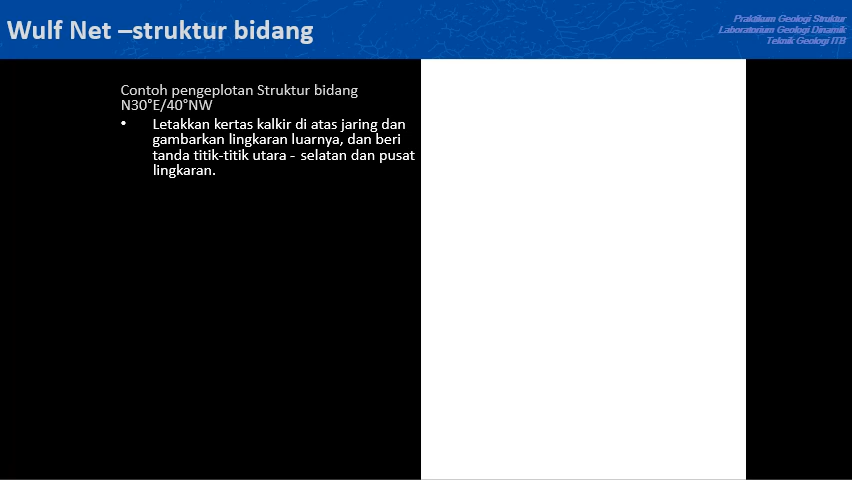 Wulf Net –struktur bidang
Praktikum Geologi Struktur
Laboratorium Geologi Dinamik
Teknik Geologi ITB
Contoh pengeplotan Struktur bidang
N30°E/40°NW
• Letakkan kertas kalkir di atas jaring dan
gambarkan lingkaran luarnya, dan beri
tanda titik-titik utara - selatan dan pusat
lingkaran.